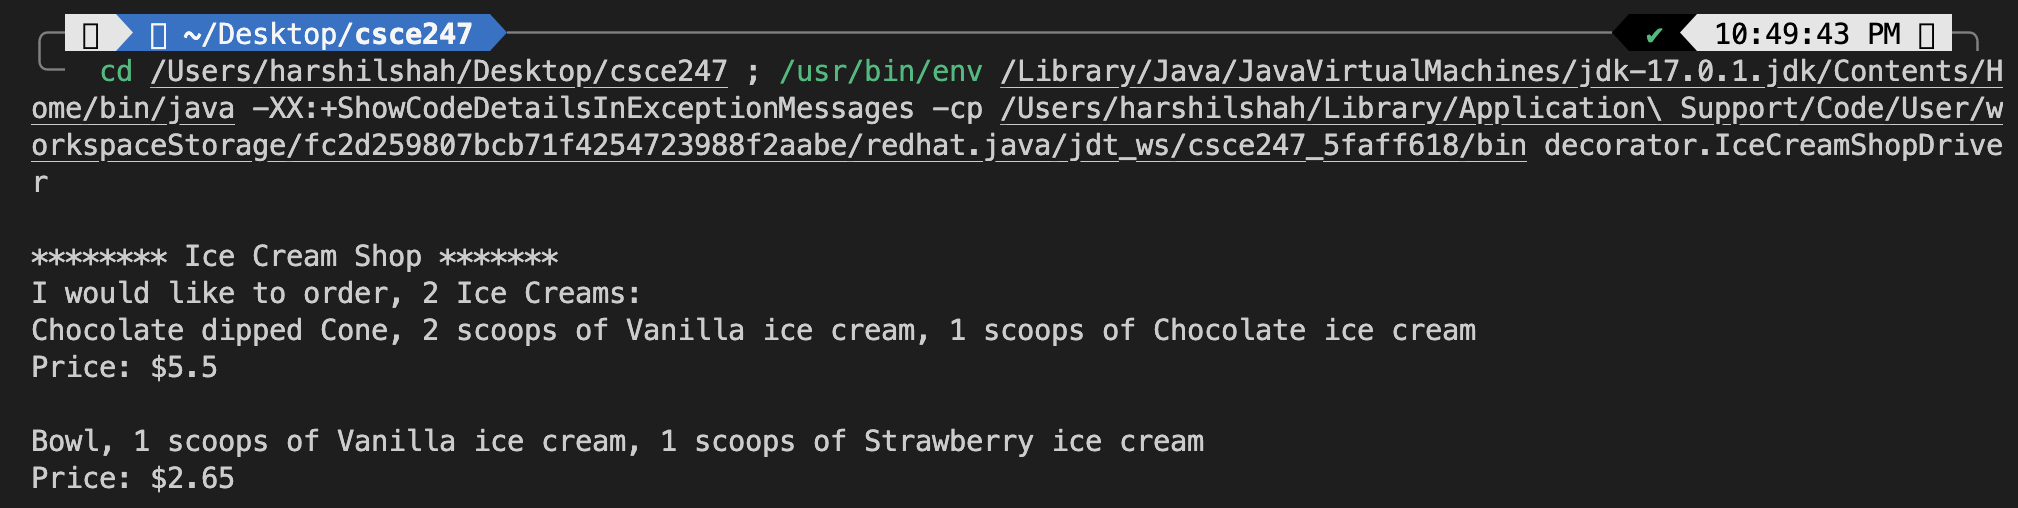 ~/Desktop/csce247 ✔ 10:49:43 PM
cd /Users/harshilshah/Desktop/csce247 ; /usr/bin/env /Library/Java/JavaVirtualMachines/jdk-17.0.1.jdk/Contents/H
ome/bin/java -XX:+ShowCodeDetailsInExceptionMessages -cp /Users/harshilshah/Library/Application\ Support/Code/User/w
orkspaceStorage/fc2d259807bcb71f4254723988f2aabe/redhat.java/jdt_ws/csce247_5faff618/bin decorator.IceCreamShopDrive
r
******** Ice Cream Shop *******
I would like to order, 2 Ice Creams:
Chocolate dipped Cone, 2 scoops of Vanilla ice cream, 1 scoops of Chocolate ice cream
Price: $5.5
Bowl, 1 scoops of Vanilla ice cream, 1 scoops of Strawberry ice cream
Price: $2.65